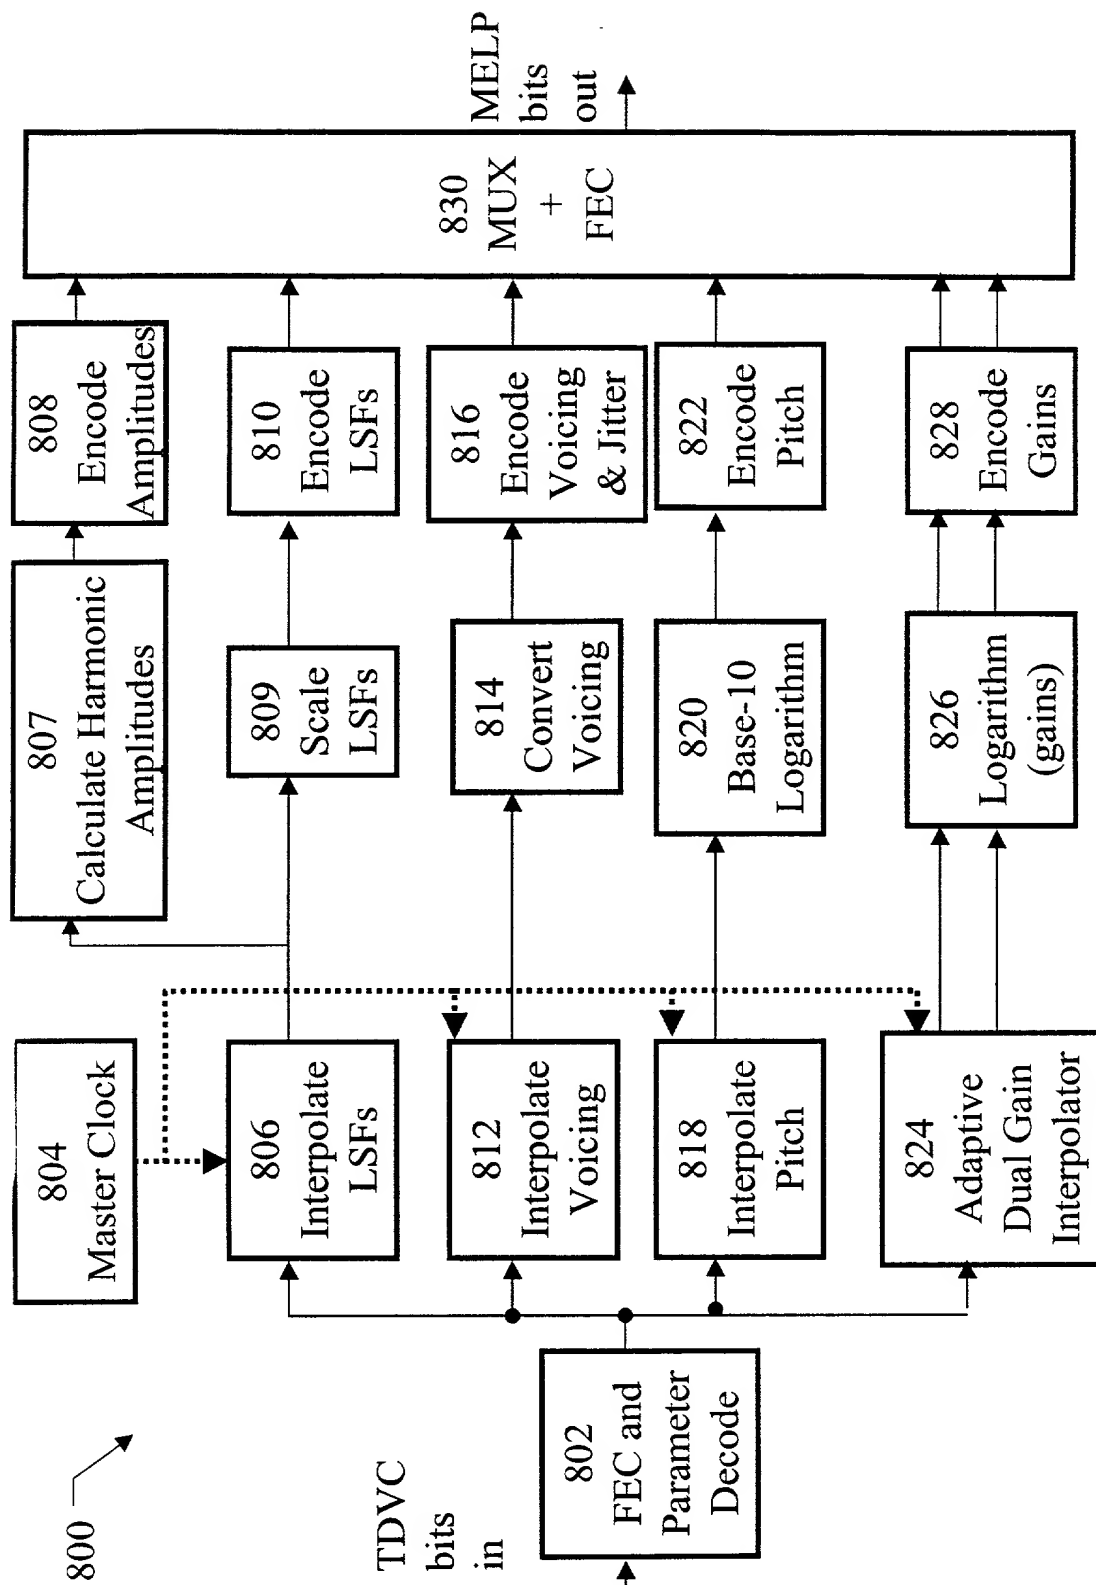 800
TDVC
bits
in
802
FEC and
Parameter
Decode
804
Master Clock
806
Interpolate
LSFs
812
Interpolate
Voicing
818
Interpolate
Pitch
824
Adaptive
Dual Gain
Interpolator
807
Calculate Harmonic
Amplitudes
809
Scale
LSFs
814
Convert
Voicing
820
Base-10
Logarithm
826
Logarithm
(gains)
808
Encode
Amplitudes
810
Encode
LSFs
816
Encode
Voicing
& Jitter
822
Encode
Pitch
828
Encode
Gains
830
MUX
+
FEC
MELP
bits
out